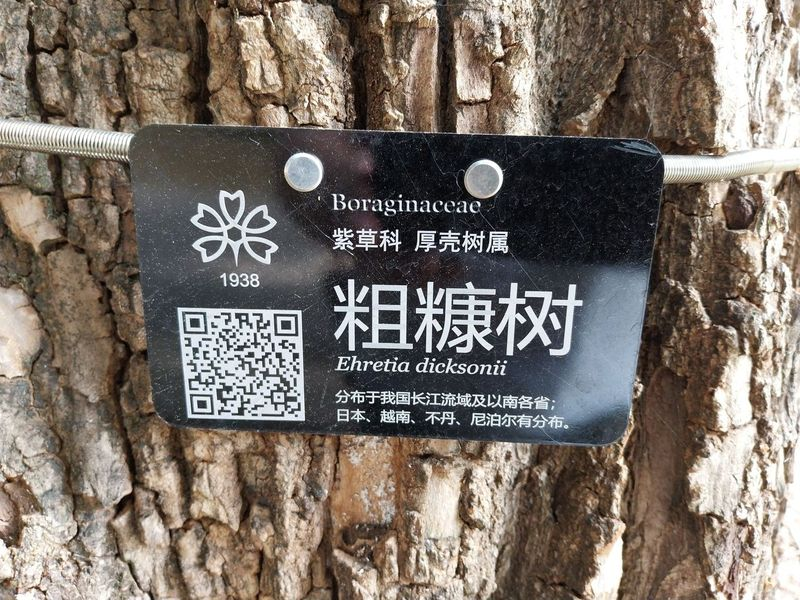 Boraginaceae
紫草科 厚壳树属
1938
粗糠树
Ehretia dicksonii
分布于我国长江流域及以南各省；
日本、越南、不丹、尼泊尔有分布。